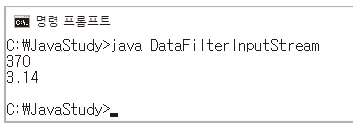 명령 프롬프트
C:₩JavaStudy>java DataFilterInputStream
370
3.14
C:₩JavaStudy>